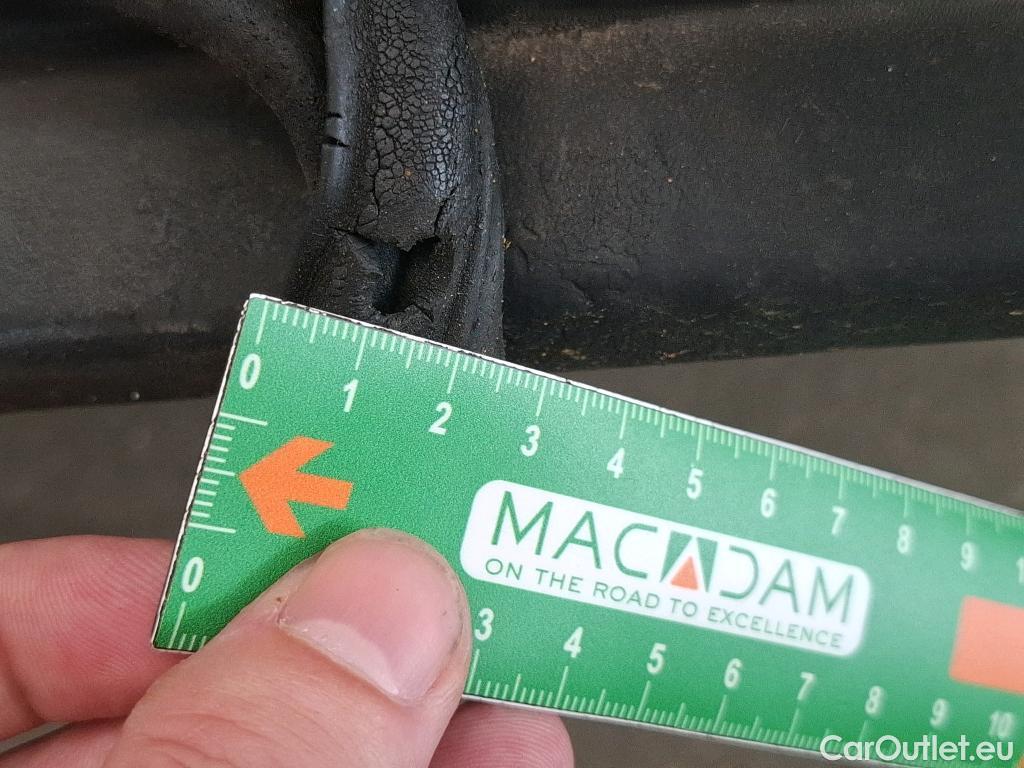 0 1 2 3 4 5 6 7 8 9 1
MACADAM
ON THE ROAD TO EXCELLENCE
0 3 4 5 6 7 8 9 10
CarOutlet.eu